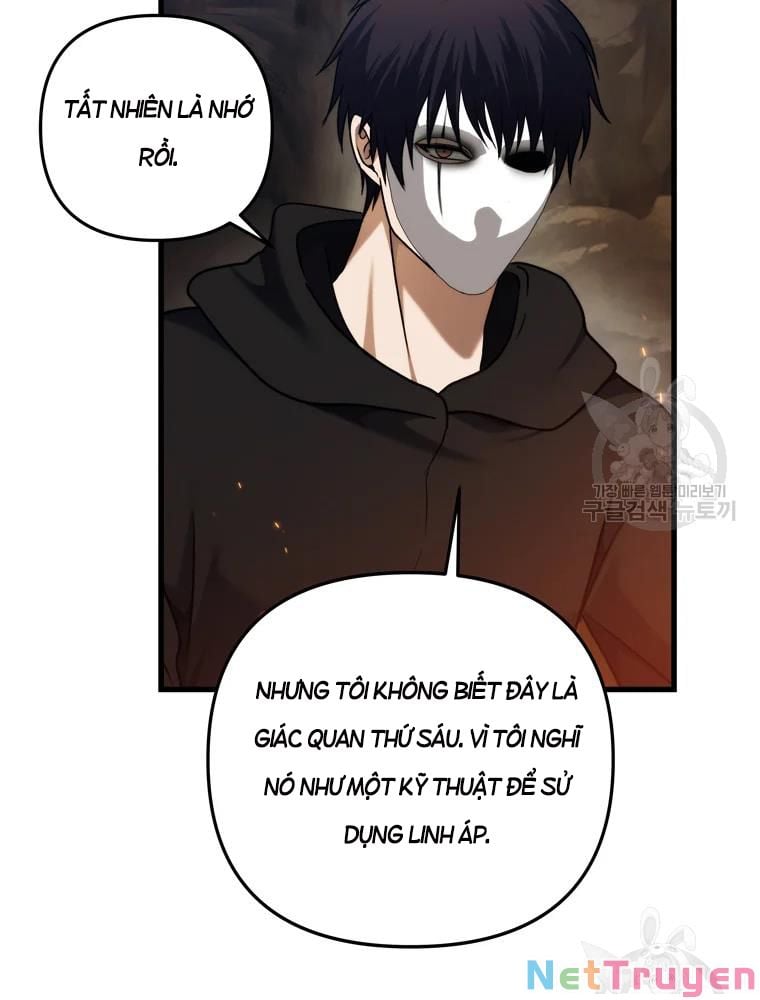 TẤT NHIÊN LÀ NHỚ
RỒI.
가장 빠른 웹툰미리보기
구글검색 뉴토끼
NHƯNG TÔI KHÔNG BIẾT ĐÂY LÀ
GIÁC QUAN THỨ SÁU. VÌ TÔI NGHĨ
NÓ NHƯ MỘT KỸ THUẬT ĐỂ SỬ
DỤNG LINH ÁP.
NetTruyen